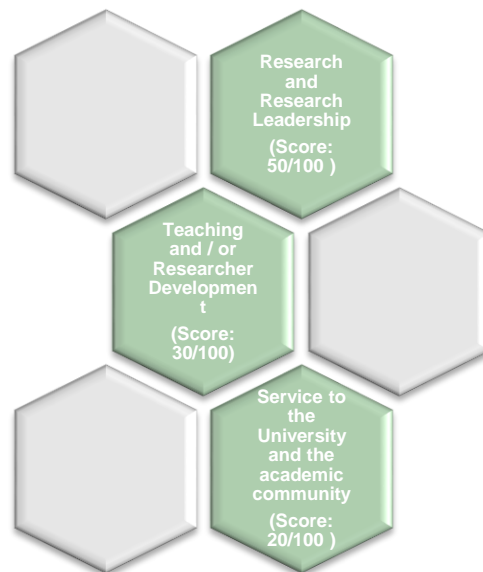 Research
and
Research
Leadership
(Score:
50/100 )
Teaching
and / or
Researcher
Developmen
t
(Score:
30/100)
Service to
the
University
and the
academic
community
(Score:
20/100 )